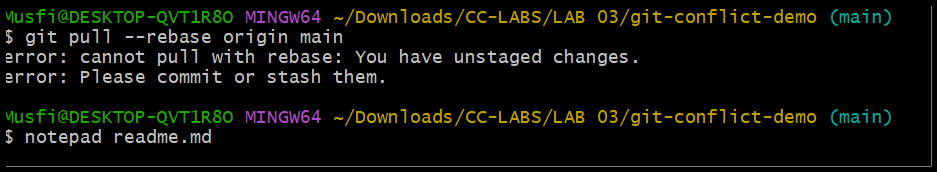 Musfi@DESKTOP-QVT1R8O MINGW64 ~/Downloads/CC-LABS/LAB 03/git-conflict-demo (main)
$ git pull --rebase origin main
error: cannot pull with rebase: You have unstaged changes.
error: Please commit or stash them.
Musfi@DESKTOP-QVT1R8O MINGW64 ~/Downloads/CC-LABS/LAB 03/git-conflict-demo (main)
$ notepad readme.md